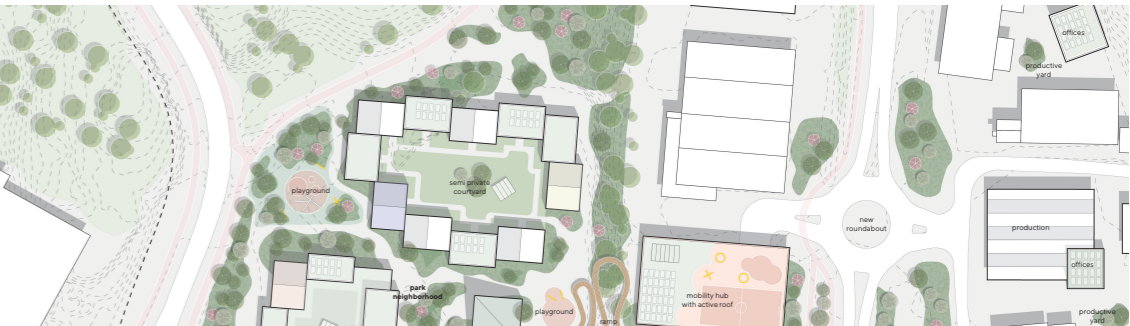 offices
productive
yard
playground
semi private
courtyard
new
roundabout
production
offices
park
neighborhood
mobility hub
with active roof
playground
ramp
productive
yard